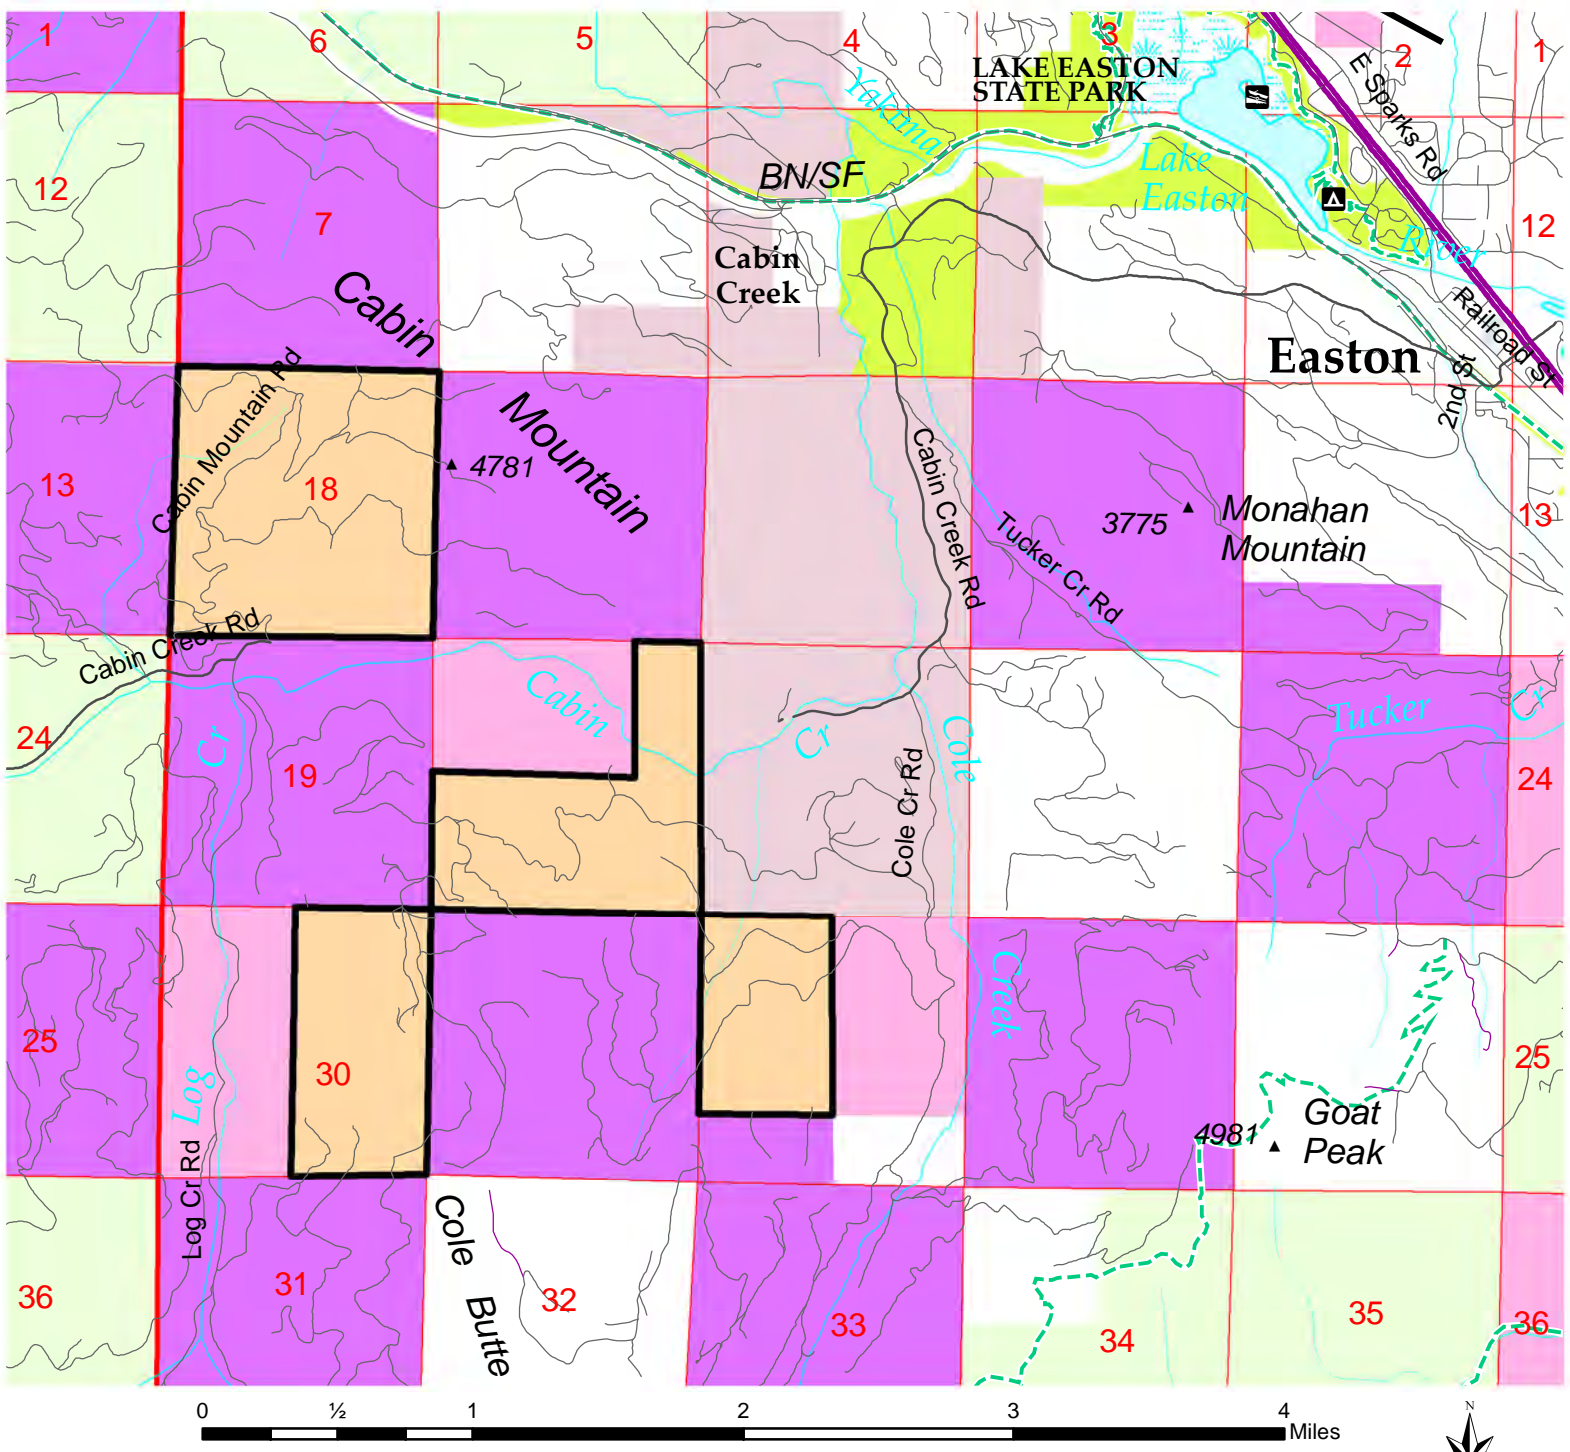 1
6
5
4
3
2
1
LAKE EASTON
STATE PARK
E Sparks Rd
Yakima
12
7
BN/SF
Lake
Easton
River
12
Cabin
Creek
Cabin
Mountain
Railroad St
Easton
2nd St
Cabin Mountain Rd
13
18
4781
Cabin Creek Rd
Tucker Cr Rd
3775
Monahan
Mountain
13
Cabin Creek Rd
24
Cr
19
Cabin
Cr
Cole
Cole Cr Rd
Tucker
Cr
24
25
30
Log
Log Cr Rd
Creek
25
4981
Goat
Peak
36
31
Cole
Butte
32
33
34
35
36
0
½
1
2
3
4
Miles
N